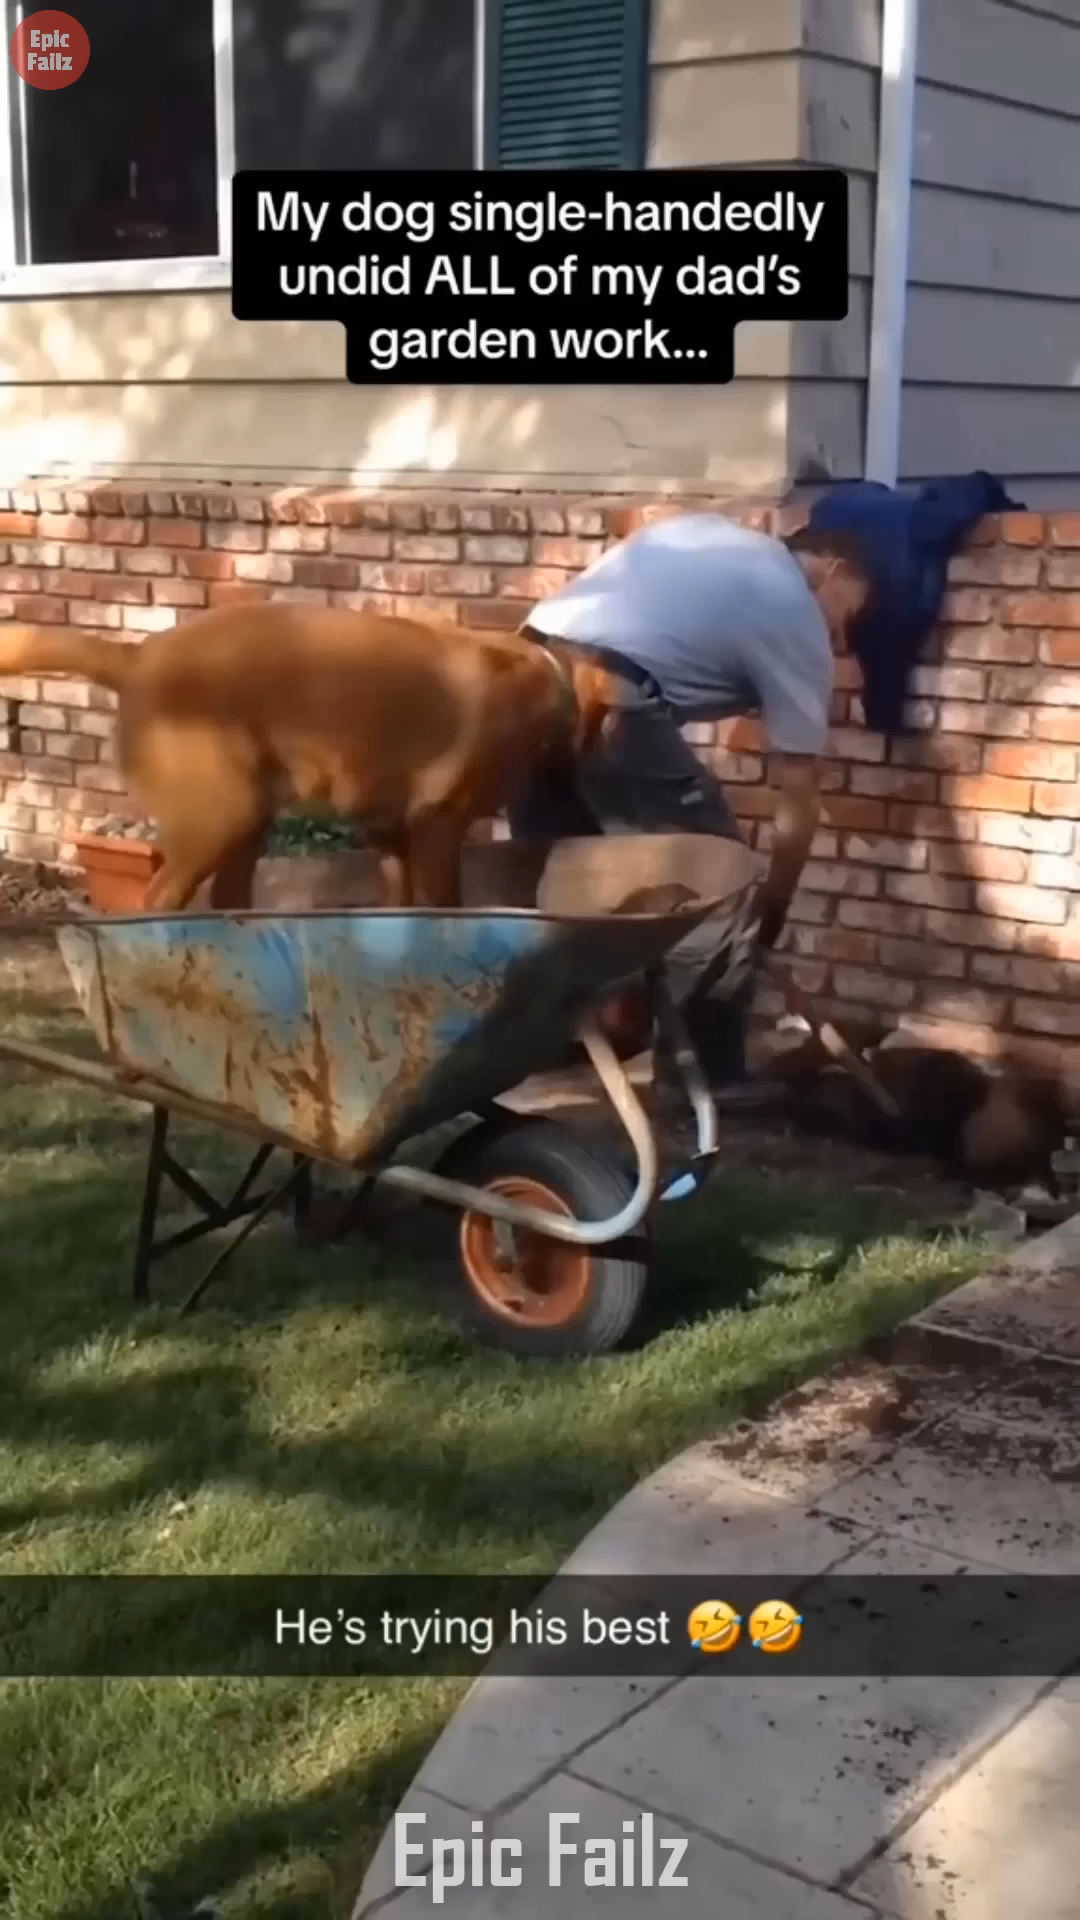 Epic
Failz
My dog single-handedly
undid ALL of my dad’s
garden work...
He’s trying his best 🤣🤣
Epic Failz